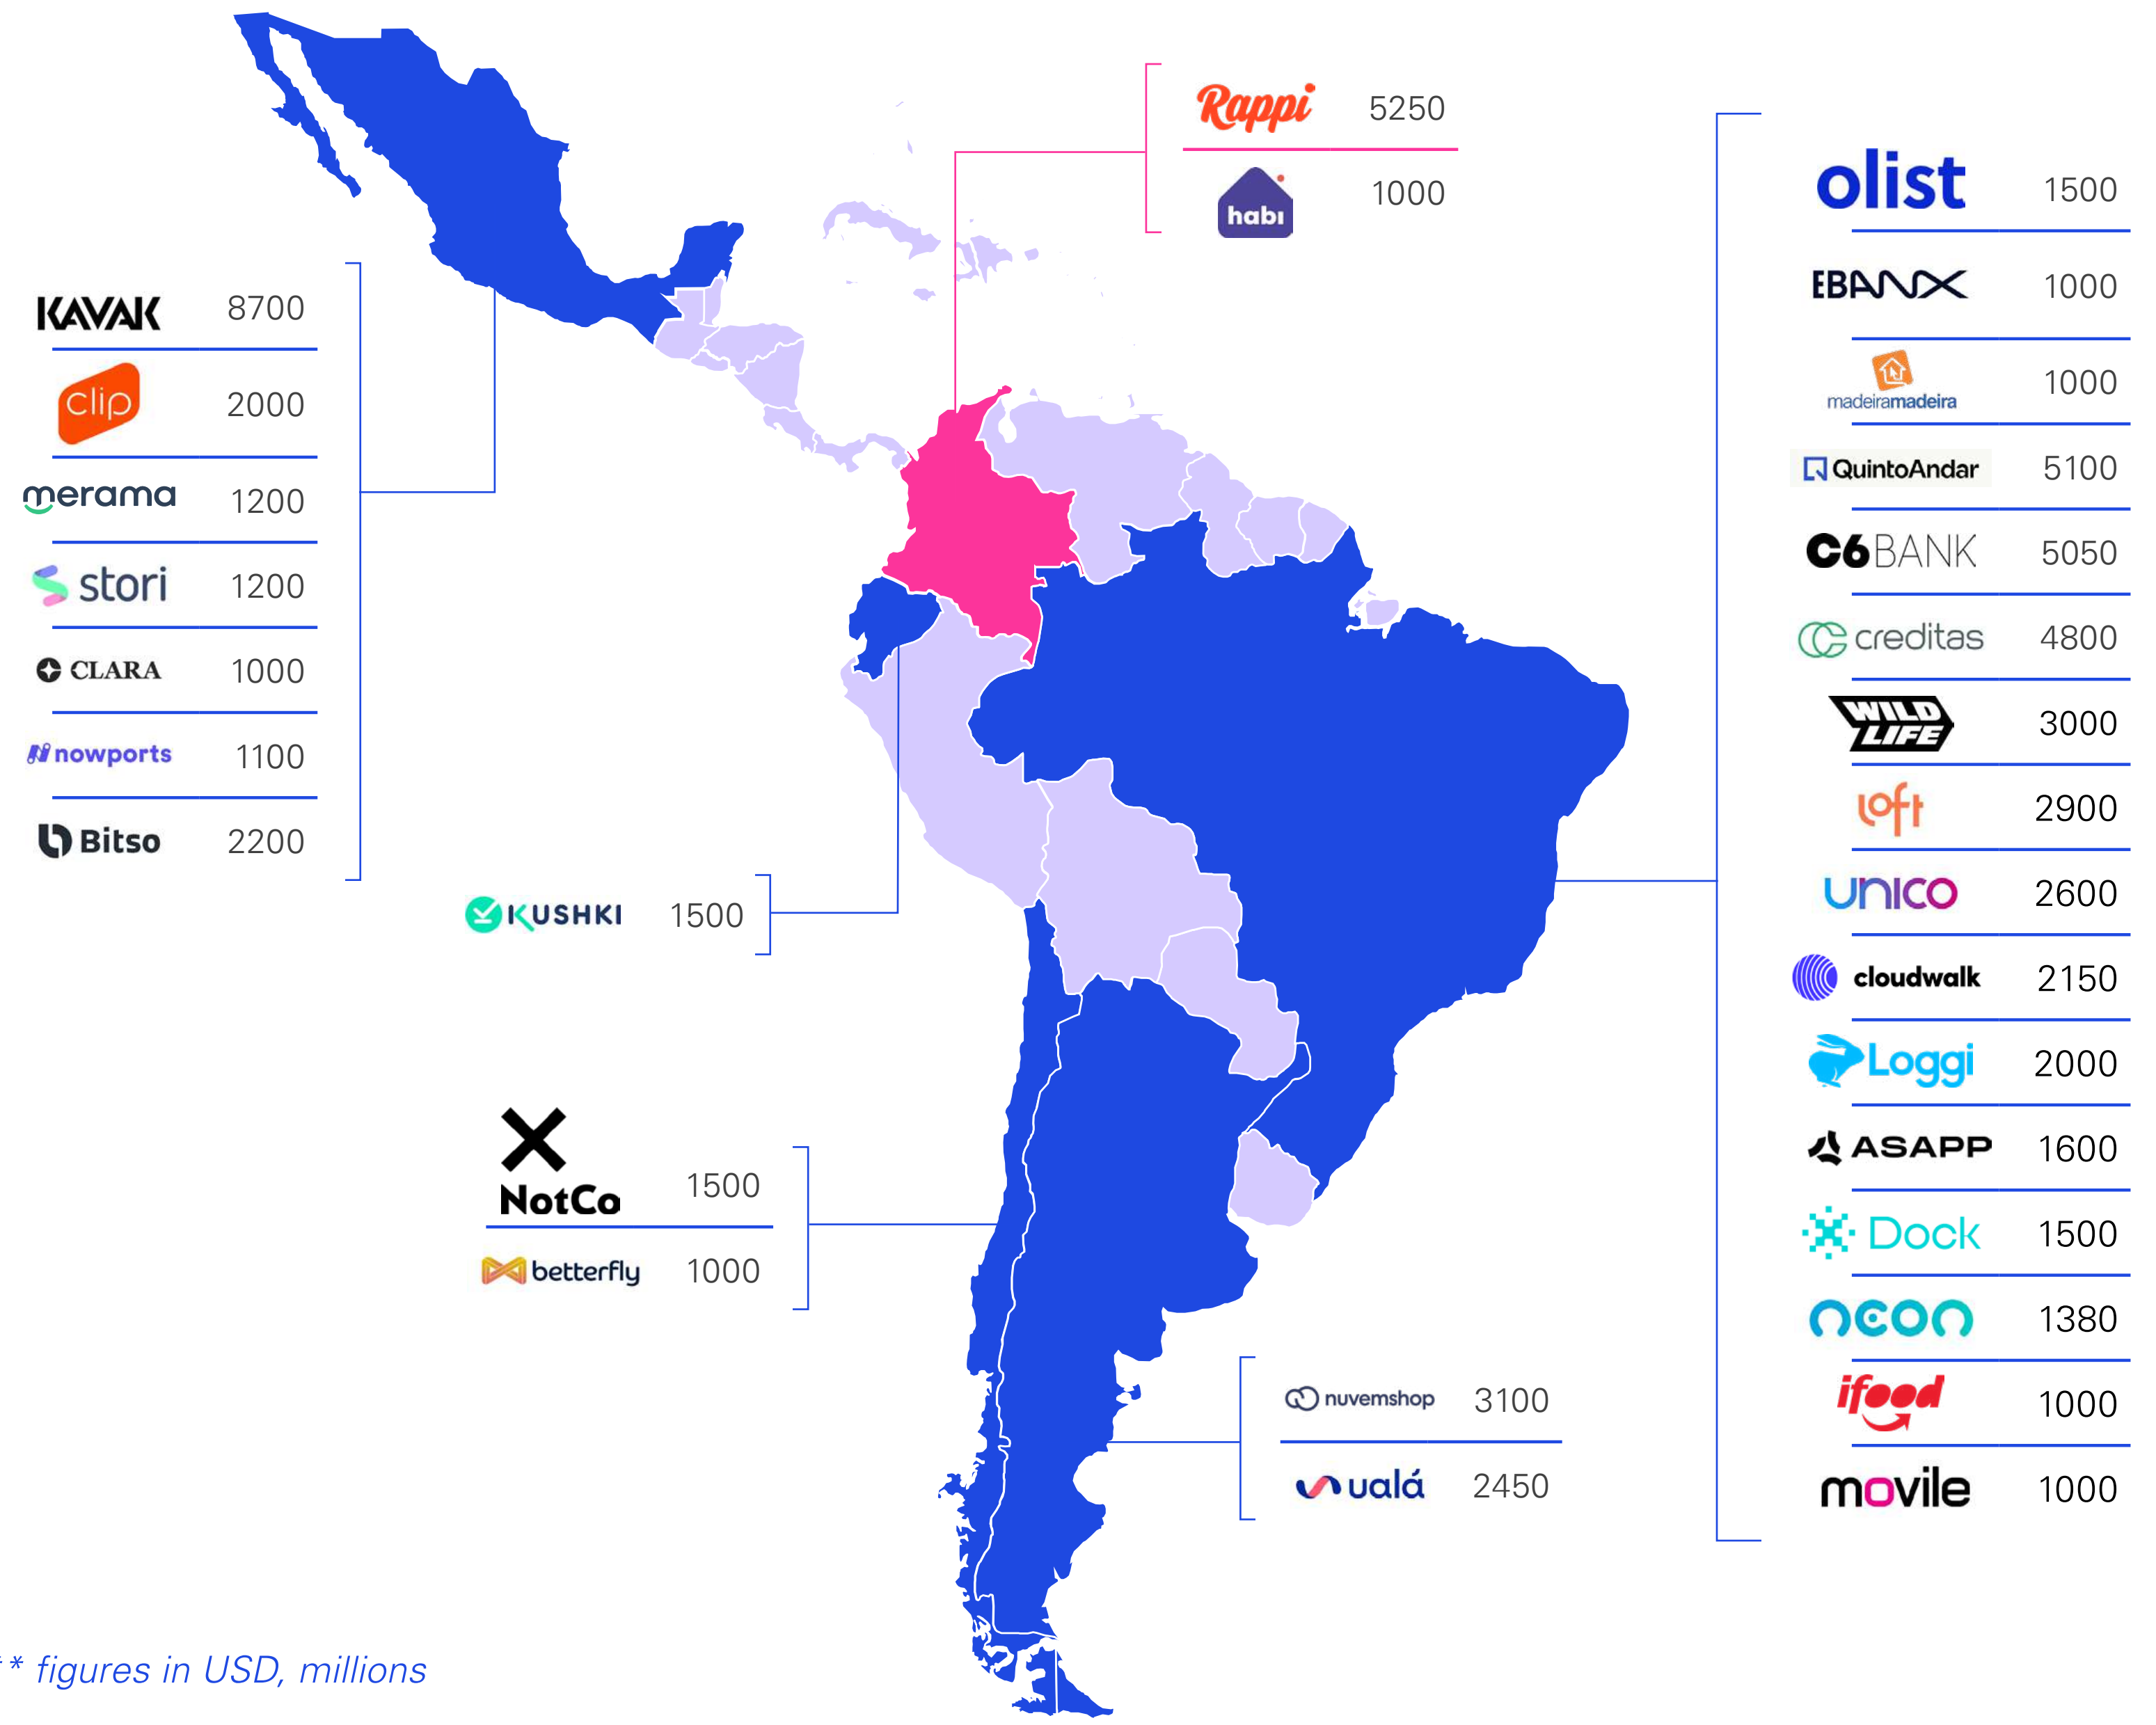 Rappi 5250
habi 1000
KAVAK 8700
clip 2000
merama 1200
stori 1200
CLARA 1000
nowports 1100
Bitso 2200
KUSHKI 1500
NotCo 1500
betterfly 1000
nuvemshop 3100
ualá 2450
olist 1500
EBANX 1000
madeiramadeira 1000
QuintoAndar 5100
C6 BANK 5050
creditas 4800
WILD LIFE 3000
loft 2900
unico 2600
cloudwalk 2150
Loggi 2000
ASAPP 1600
Dock 1500
neon 1380
ifood 1000
movile 1000
** figures in USD, millions